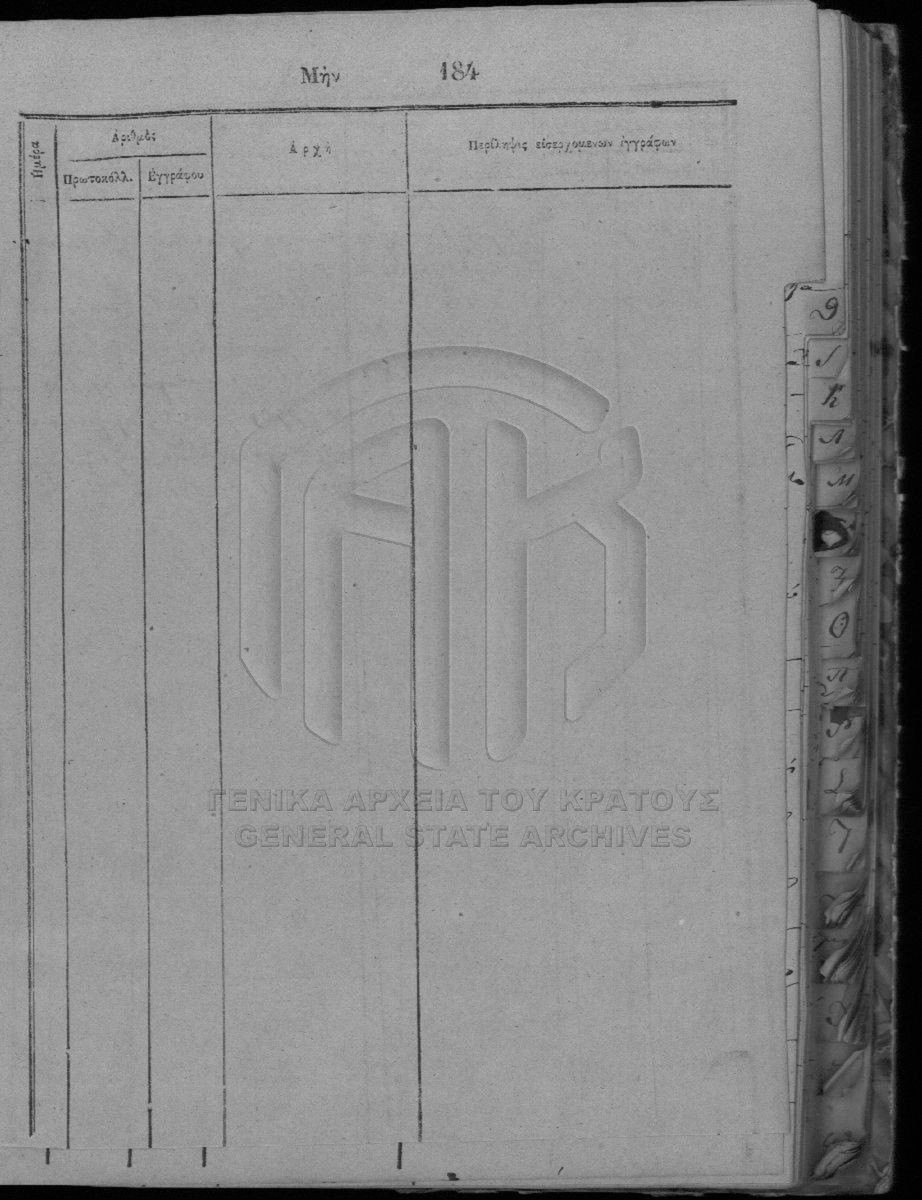 Μὴν 184
Ἡμέρα
Ἀριθμὸς
Πρωτοκόλλ. Ἐγγράφου
Ἀρχὴ
Περίληψις εἰσερχομένων ἐγγράφων
Θ
Κ
Λ
Μ
Ξ
Ο
Π
ΓΕΝΙΚΑ ΑΡΧΕΙΑ ΤΟΥ ΚΡΑΤΟΥΣ
GENERAL STATE ARCHIVES